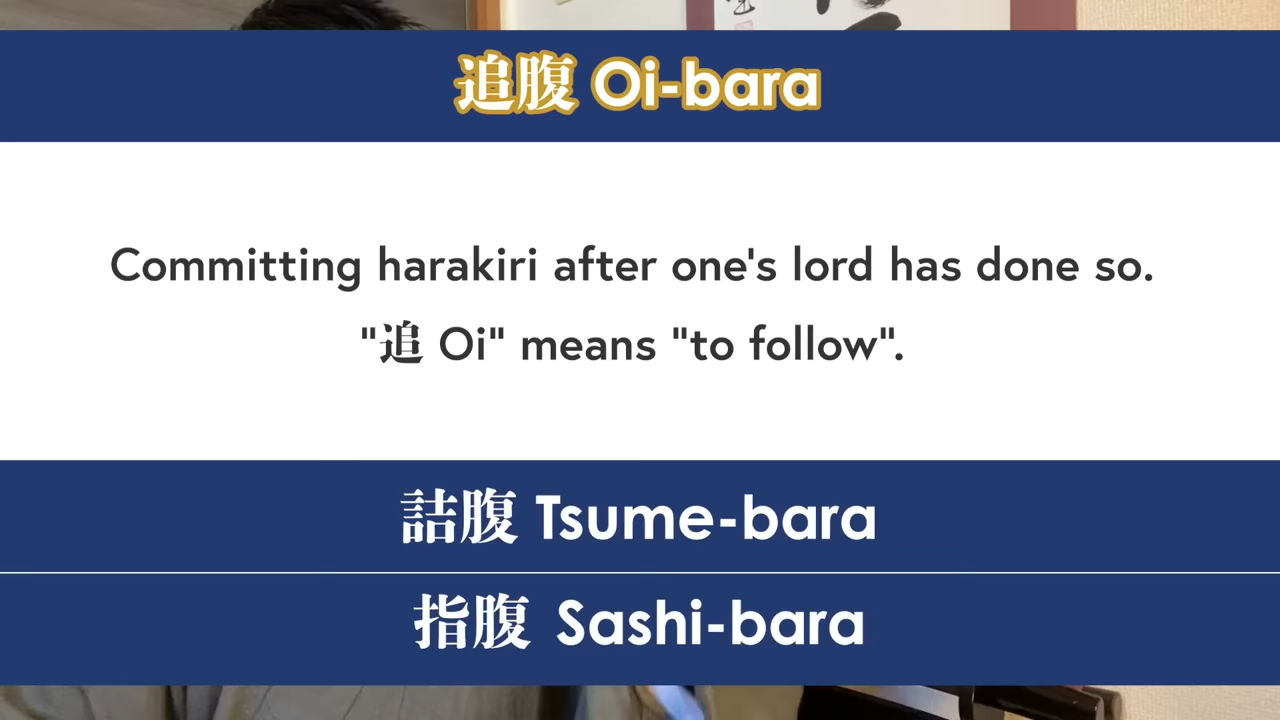 追腹 Oi-bara
Committing harakiri after one's lord has done so.
"追 Oi" means "to follow".
詰腹 Tsume-bara
指腹 Sashi-bara